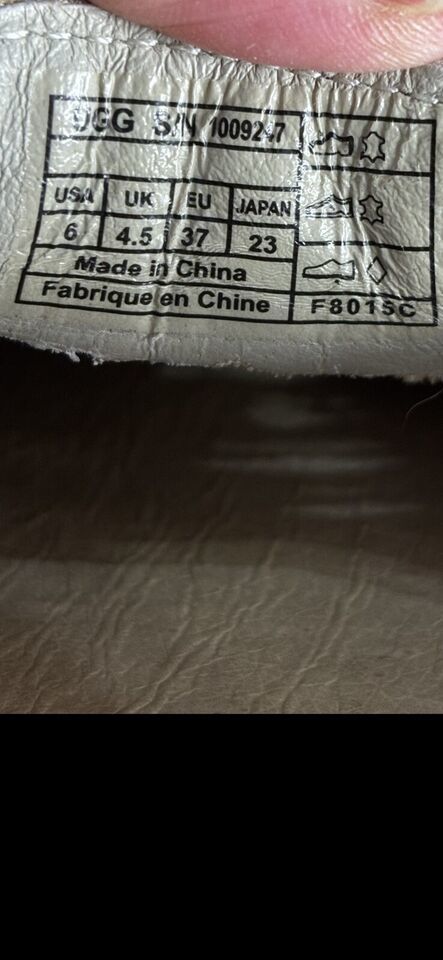 UGG S/N 1009247
USA UK EU JAPAN
6 4.5 37 23
Made in China
Fabrique en Chine F8015C